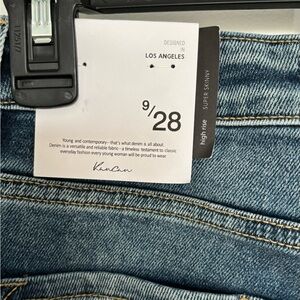 DESIGNED
IN
LOS ANGELES
9/28
Young and contemporary - that's what denim is all about.
Denim is a versatile and reliable fabric - a timeless testament to classic
everyday fashion every young woman will be proud to wear
KanCan
high rise SUPER SKINNY